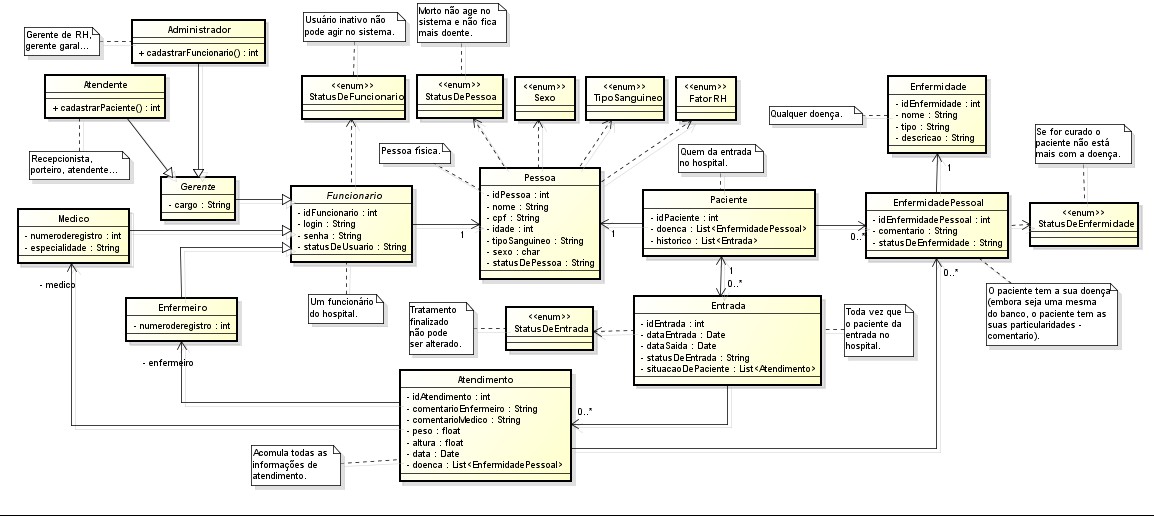 Gerente de RH,
gerente garal...
Administrador
+ cadastrarFuncionario() : int
Usuário inativo não
pode agir no sistema.
Morto não age no
sistema e não fica
mais doente.
Atendente
+ cadastrarPaciente() : int
<<enum>>
StatusDeFuncionario
<<enum>>
StatusDePessoa
<<enum>>
Sexo
<<enum>>
TipoSanguineo
<<enum>>
FatorRH
Enfermidade
- idEnfermidade : int
- nome : String
- tipo : String
- descricao : String
Qualquer doença.
Se for curado o
paciente não está
mais com a doença.
Recepcionista,
porteiro, atendente...
Pessoa fisica.
Quem da entrada
no hospital.
Gerente
- cargo : String
Funcionario
- idFuncionario : int
- login : String
- senha : String
- statusDeUsuario : String
Pessoa
- idPessoa : int
- nome : String
- cpf : String
- idade : int
- tipoSanguineo : String
- sexo : char
- statusDePessoa : String
Paciente
- idPaciente : int
- doenca : List<EnfermidadePessoal>
- historico : List<Entrada>
EnfermidadePessoal
- idEnfermidadePessoal : int
- comentario : String
- statusDeEnfermidade : String
<<enum>>
StatusDeEnfermidade
Medico
- numeroderegistro : int
- especialidade : String
1
1
1
0..*
- medico
Enfermeiro
- numeroderegistro : int
Um funcionário
do hospital.
1
0..*
0..*
O paciente tem a sua doença
(embora seja uma mesma
do banco, o paciente tem as
suas particularidades -
comentario).
Tratamento
finalizado
não pode
ser alterado.
<<enum>>
StatusDeEntrada
Entrada
- idEntrada : int
- dataEntrada : Date
- dataSaida : Date
- statusDeEntrada : String
- situacaoDePaciente : List<Atendimento>
Toda vez que
o paciente da
entrada no
hospital.
- enfermeiro
Atendimento
- idAtendimento : int
- comentarioEnfermeiro : String
- comentarioMedico : String
- peso : float
- altura : float
- data : Date
- doenca : List<EnfermidadePessoal>
0..*
Acomula todas as
informações de
atendimento.